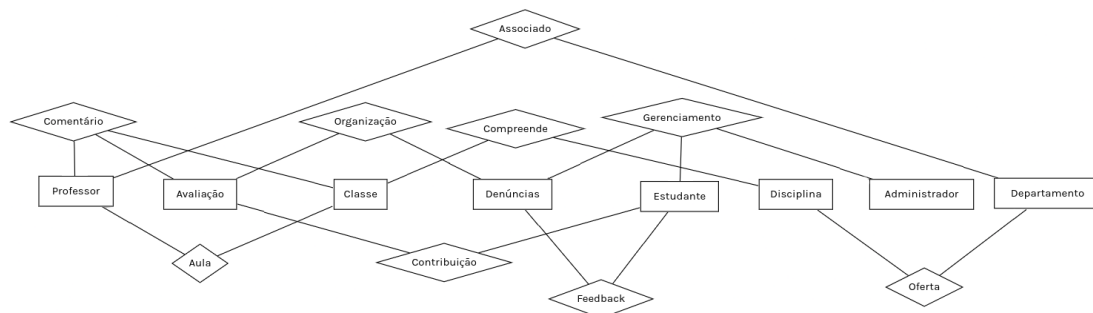 Associado
Comentário
Organização
Compreende
Gerenciamento
Professor
Avaliação
Classe
Denúncias
Estudante
Disciplina
Administrador
Departamento
Aula
Contribuição
Feedback
Oferta